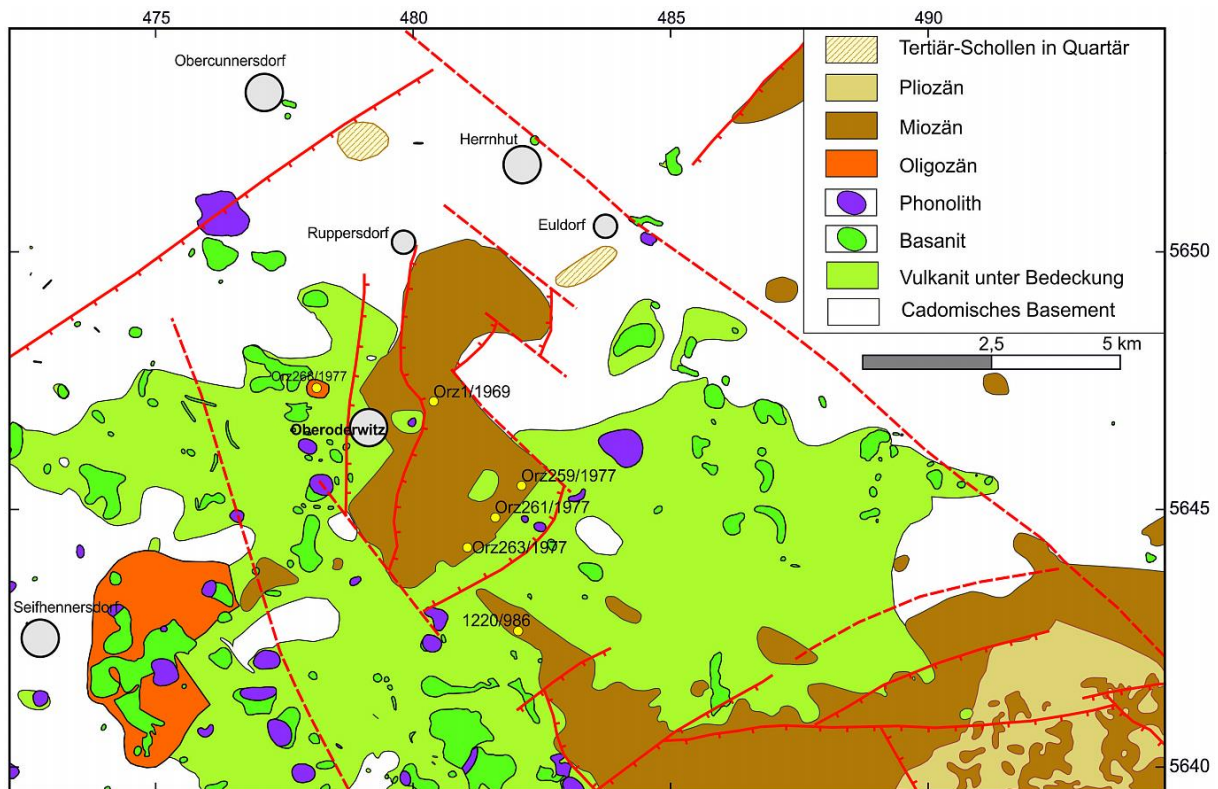 475
480
485
490
Obercunnersdorf
Herrnhut
Ruppersdorf
Euldorf
Tertiär-Schollen in Quartär
Pliozän
Miozän
Oligozän
Phonolith
Basanit
Vulkanit unter Bedeckung
Cadomisches Basement
5650
2,5
5 km
Orz1/1969
Oberoderwitz
Orz259/1977
Orz261/1977
5645
Orz263/1977
Seifhennersdorf
1220/986
5640